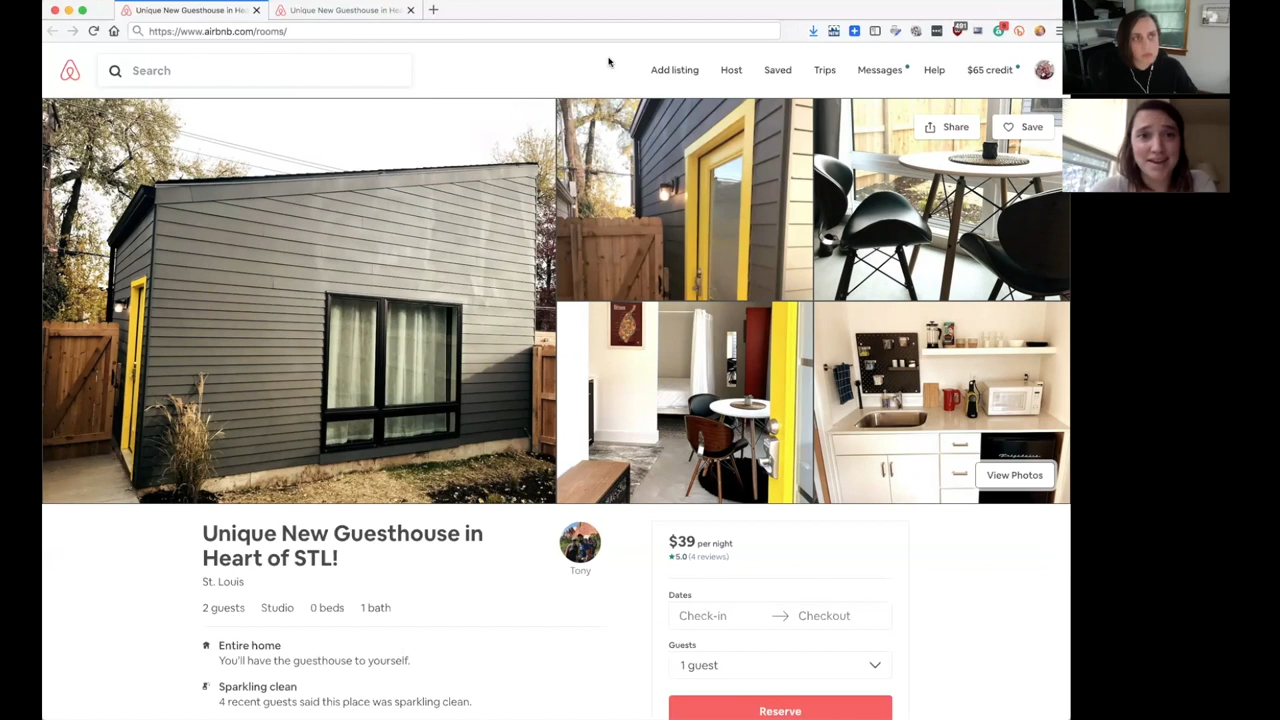 Unique New Guesthouse in He
Unique New Guesthouse in He
https://www.airbnb.com/rooms/
491
Search
Add listing
Host
Saved
Trips
Messages
Help
$65 credit
Share
Save
View Photos
Unique New Guesthouse in
Heart of STL!
Tony
St. Louis
2 guests
Studio
0 beds
1 bath
Entire home
You'll have the guesthouse to yourself.
Sparkling clean
4 recent guests said this place was sparkling clean.
$39 per night
★5.0 (4 reviews)
Dates
Check-in
Checkout
Guests
1 guest
Reserve